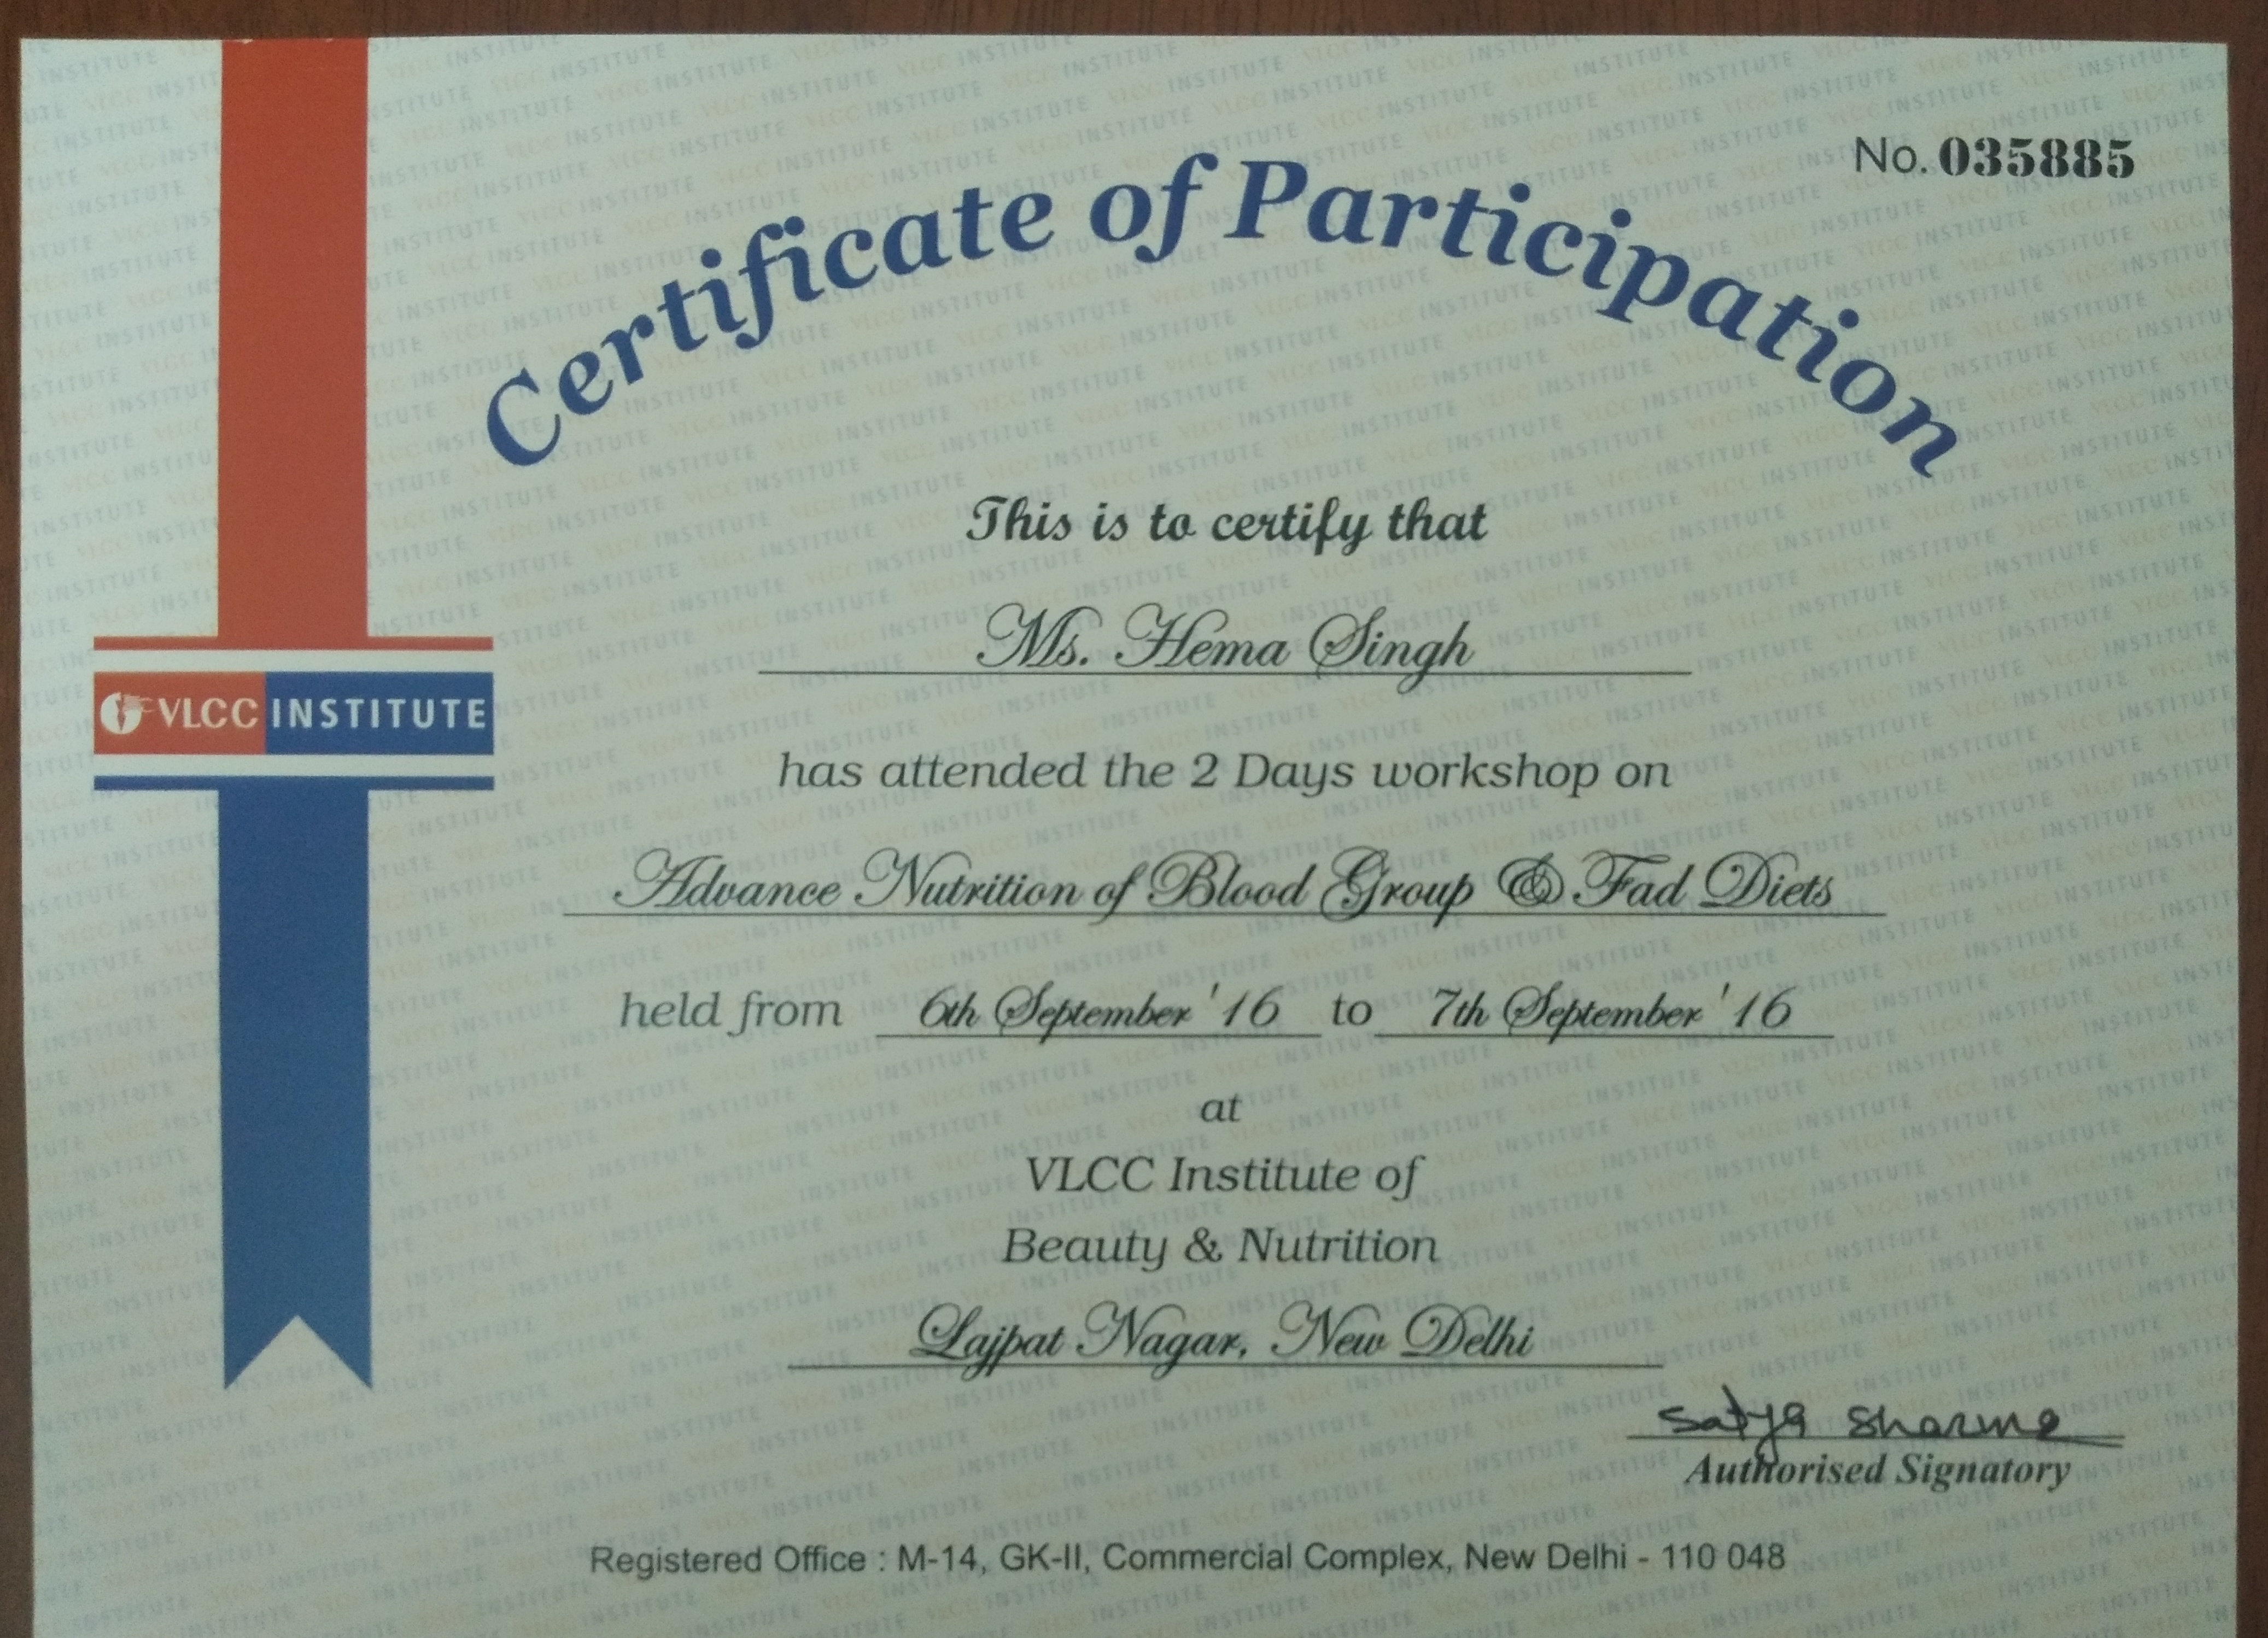 No. 035885
Certificate of Participation
This is to certify that
Ms. Hema Singh
VLCC INSTITUTE
has attended the 2 Days workshop on
Advance Nutrition of Blood Group & Fad Diets
held from 6th September '16 to 7th September '16
at
VLCC Institute of
Beauty & Nutrition
Lajpat Nagar, New Delhi
Satya Sharma
Authorised Signatory
Registered Office : M-14, GK-II, Commercial Complex, New Delhi - 110 048